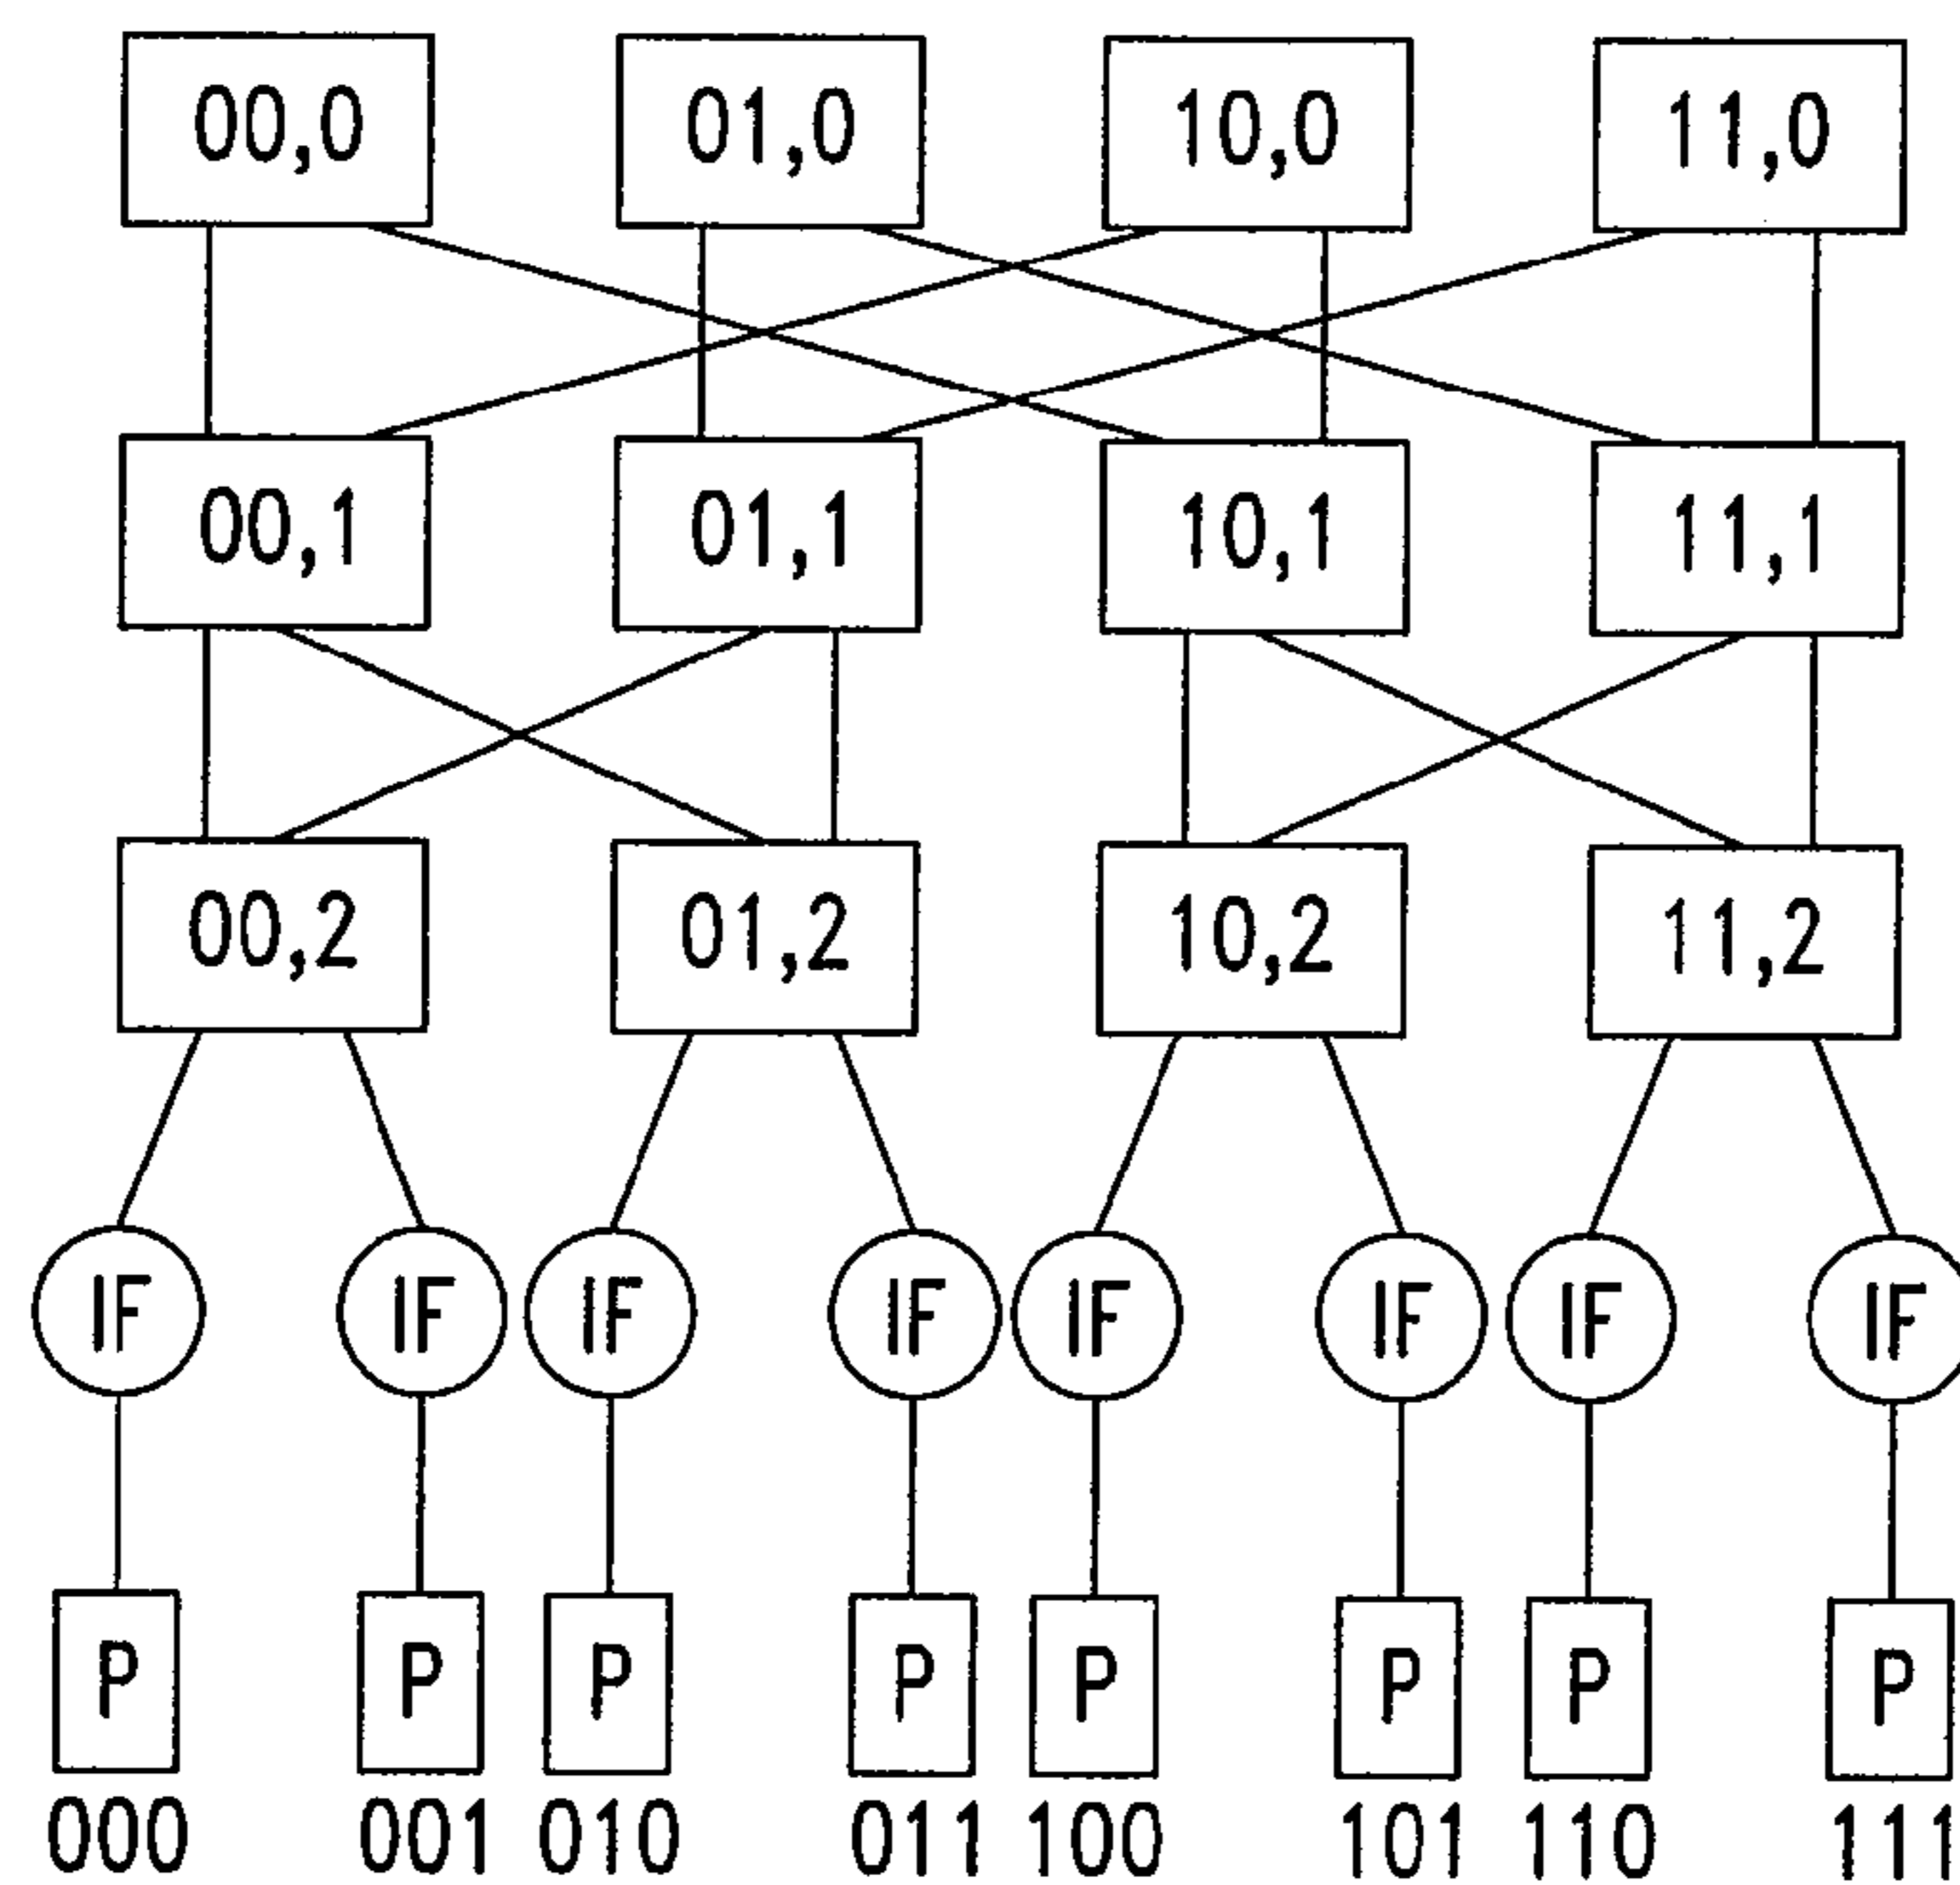 00,0 01,0 10,0 11,0
00,1 01,1 10,1 11,1
00,2 01,2 10,2 11,2
IF IF IF IF IF IF IF IF
P P P P P P P P
000 001 010 011 100 101 110 111